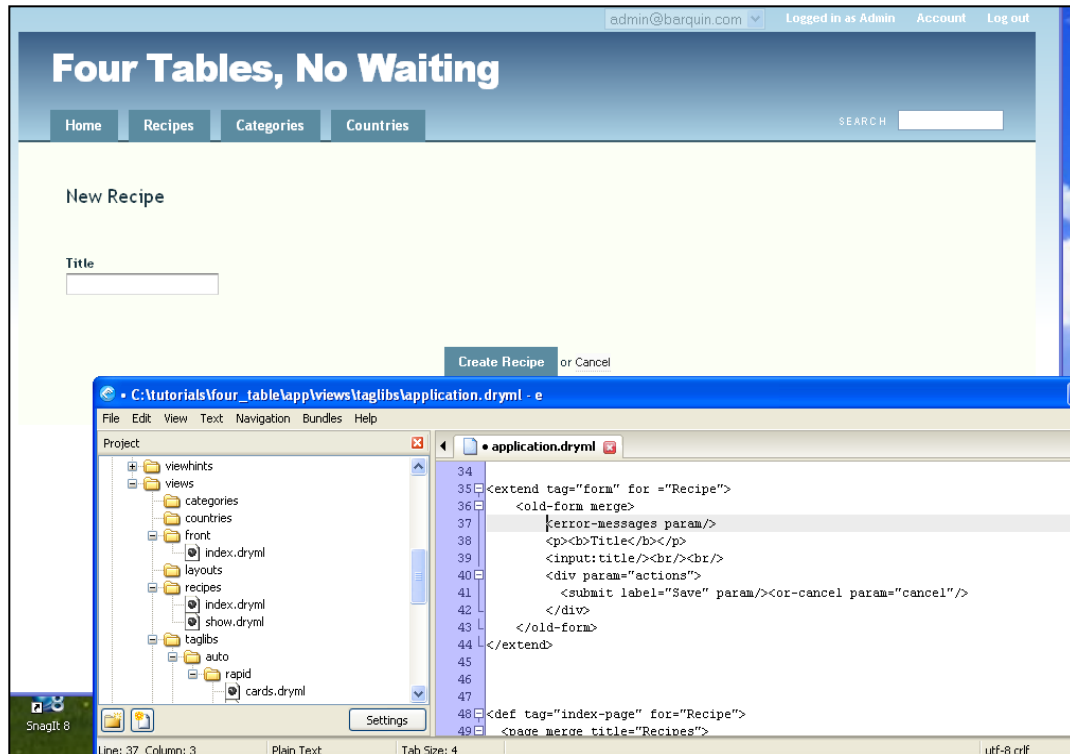 admin@barquin.com Logged in as Admin Account Log out
Four Tables, No Waiting
Home Recipes Categories Countries SEARCH
New Recipe
Title
Create Recipe or Cancel
C:\tutorials\four_table\app\views\taglibs\application.dryml - e
File Edit View Text Navigation Bundles Help
Project
• application.dryml
viewhints
views
categories
countries
front
index.dryml
layouts
recipes
index.dryml
show.dryml
taglibs
auto
rapid
cards.dryml
Settings
34
35 <extend tag="form" for ="Recipe">
36 <old-form merge>
37 <error-messages param/>
38 <p><b>Title</b></p>
39 <input:title/><br/><br/>
40 <div param="actions">
41 <submit label="Save" param/><or-cancel param="cancel"/>
42 </div>
43 </old-form>
44 </extend>
45
46
47
48 <def tag="index-page" for="Recipe">
49 <page merge title="Recipes">
Line: 37 Column: 3 Plain Text Tab Size: 4 utf-8 crlf
SnagIt 8